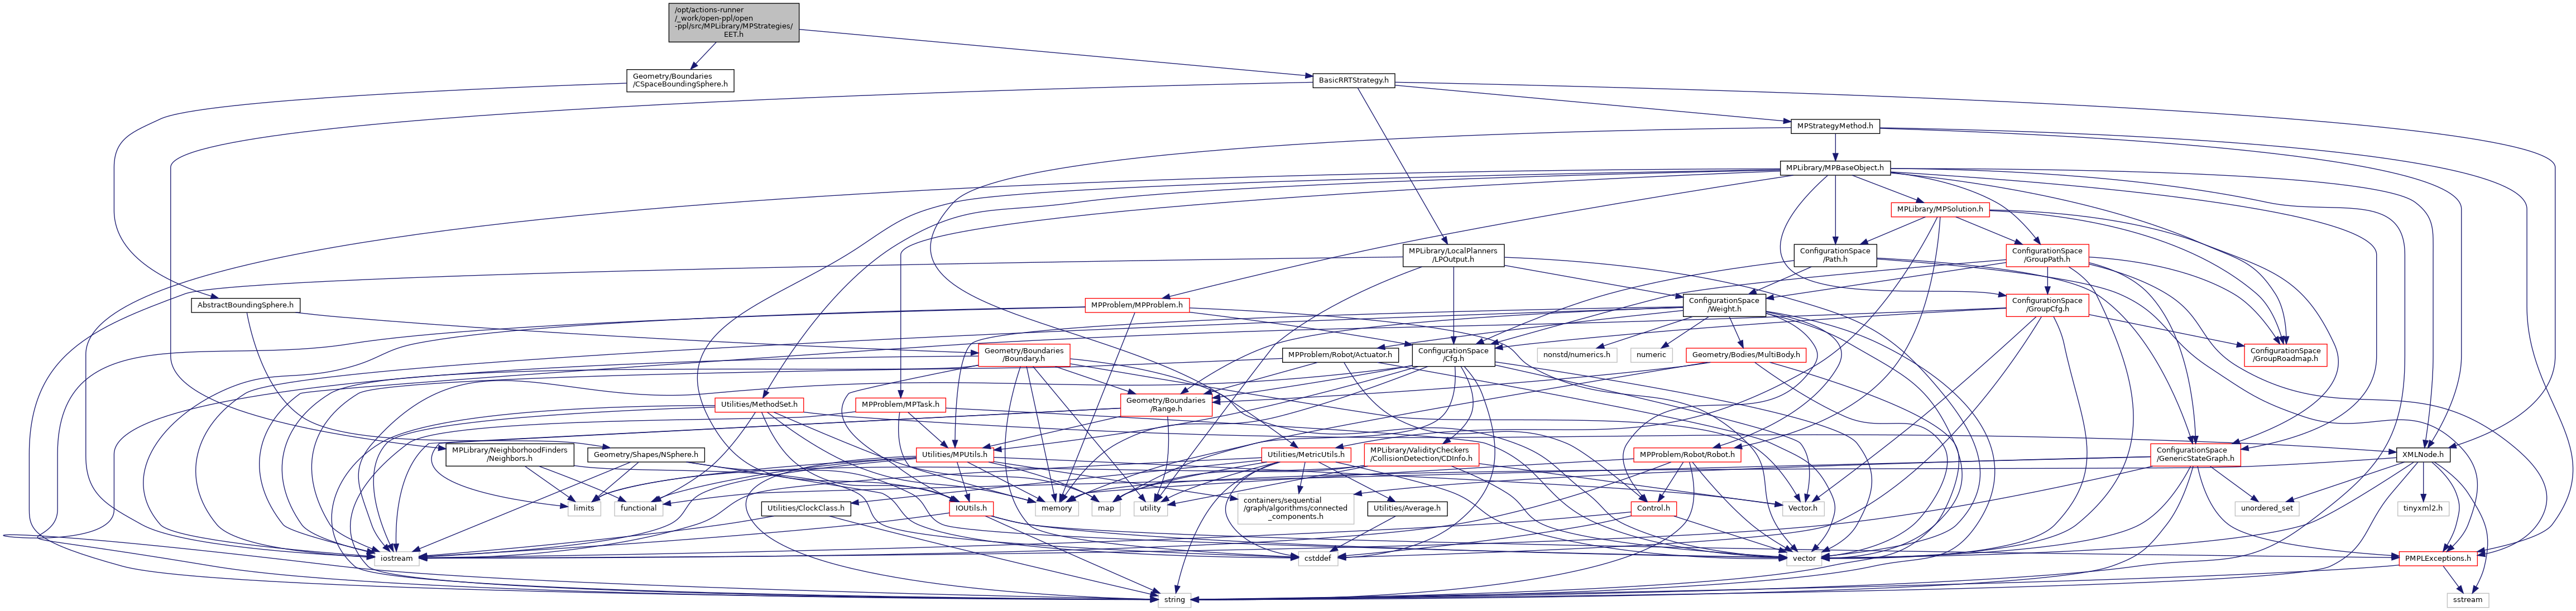 /opt/actions-runner
/_work/open-ppl/open
-ppl/src/MPLibrary/MPStrategies/
EET.h
Geometry/Boundaries
/CSpaceBoundingSphere.h
BasicRRTStrategy.h
MPStrategyMethod.h
MPLibrary/MPBaseObject.h
MPLibrary/MPSolution.h
MPLibrary/LocalPlanners
/LPOutput.h
ConfigurationSpace
/Path.h
ConfigurationSpace
/GroupPath.h
AbstractBoundingSphere.h
MPProblem/MPProblem.h
ConfigurationSpace
/Weight.h
ConfigurationSpace
/GroupCfg.h
Geometry/Boundaries
/Boundary.h
MPProblem/Robot/Actuator.h
ConfigurationSpace
/Cfg.h
nonstd/numerics.h
numeric
Geometry/Bodies/MultiBody.h
ConfigurationSpace
/GroupRoadmap.h
Utilities/MethodSet.h
MPProblem/MPTask.h
Geometry/Boundaries
/Range.h
MPLibrary/NeighborhoodFinders
/Neighbors.h
Geometry/Shapes/NSphere.h
Utilities/MPUtils.h
Utilities/MetricUtils.h
MPLibrary/ValidityCheckers
/CollisionDetection/CDInfo.h
MPProblem/Robot/Robot.h
ConfigurationSpace
/GenericStateGraph.h
XMLNode.h
limits
functional
Utilities/ClockClass.h
IOUtils.h
memory
map
utility
containers/sequential
/graph/algorithms/connected
_components.h
Utilities/Average.h
Control.h
Vector.h
unordered_set
tinyxml2.h
iostream
cstddef
vector
PMPLExceptions.h
string
sstream